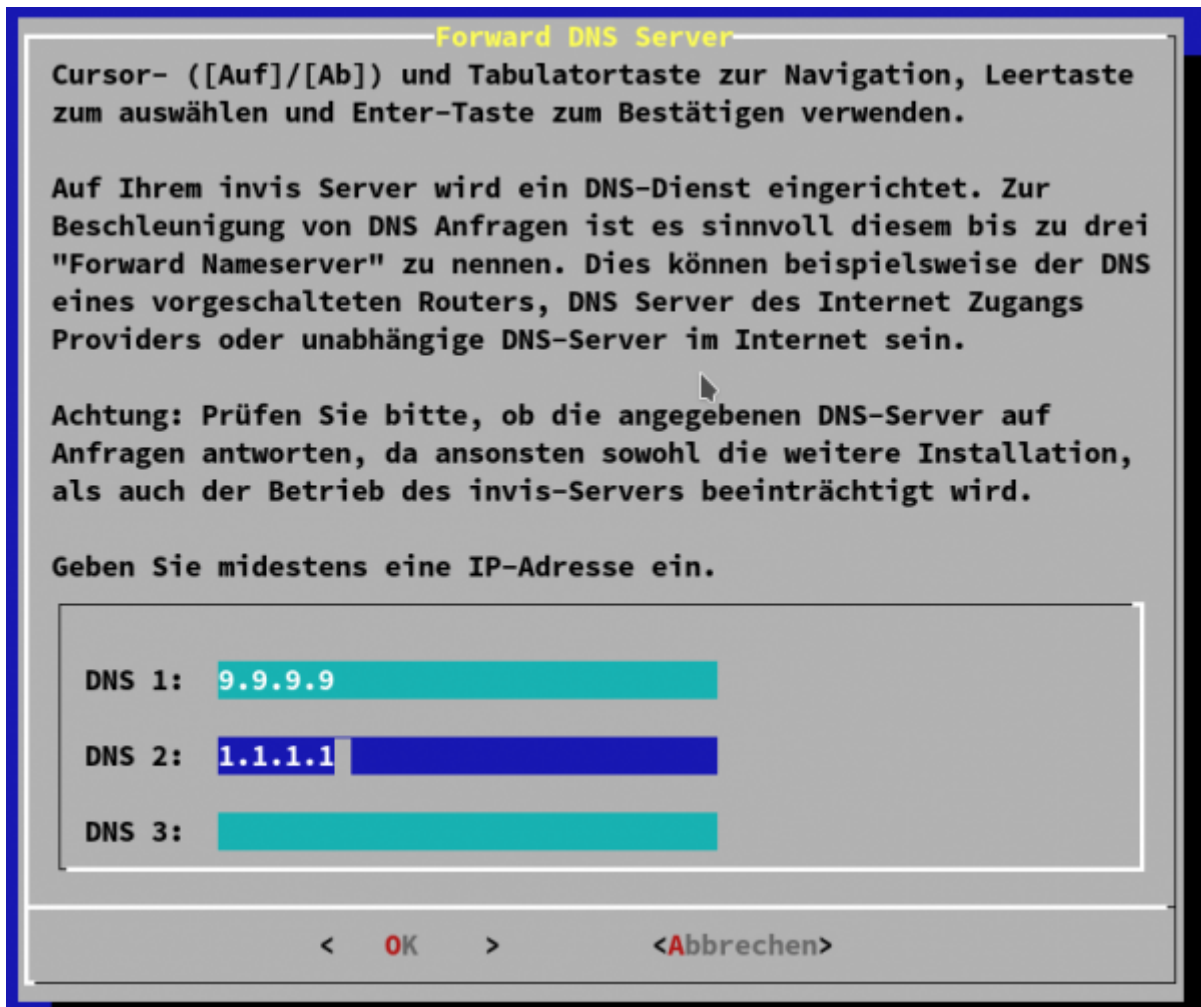 Forward DNS Server
Cursor- ([Auf]/[Ab]) und Tabulatortaste zur Navigation, Leertaste
zum auswählen und Enter-Taste zum Bestätigen verwenden.
Auf Ihrem invis Server wird ein DNS-Dienst eingerichtet. Zur
Beschleunigung von DNS Anfragen ist es sinnvoll diesem bis zu drei
"Forward Nameserver" zu nennen. Dies können beispielsweise der DNS
eines vorgeschalteten Routers, DNS Server des Internet Zugangs
Providers oder unabhängige DNS-Server im Internet sein.
Achtung: Prüfen Sie bitte, ob die angegebenen DNS-Server auf
Anfragen antworten, da ansonsten sowohl die weitere Installation,
als auch der Betrieb des invis-Servers beeinträchtigt wird.
Geben Sie midestens eine IP-Adresse ein.
DNS 1: 9.9.9.9
DNS 2: 1.1.1.1
DNS 3:
< OK > <Abbrechen>